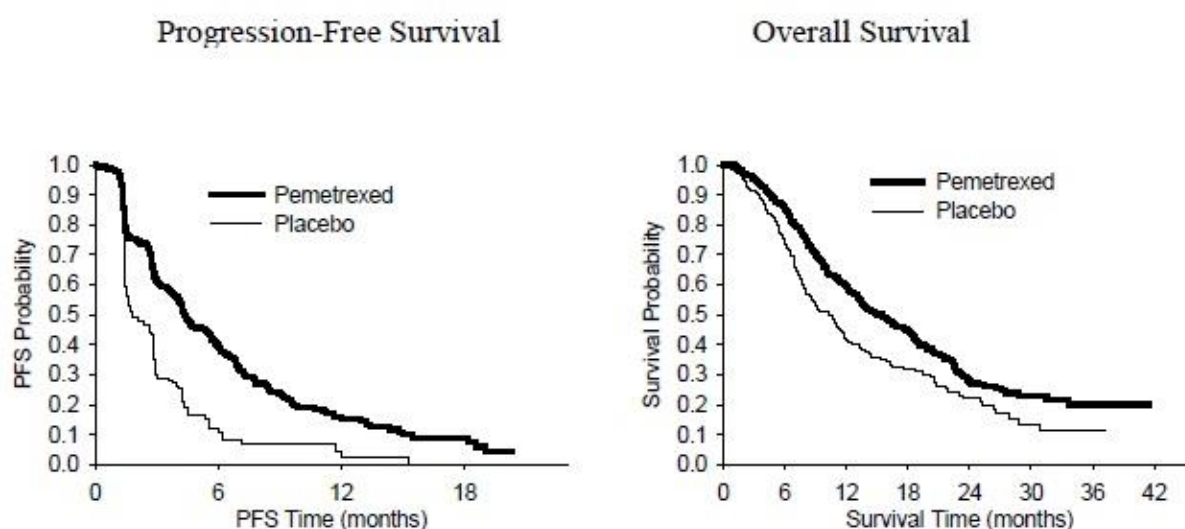 Progression-Free Survival
Overall Survival
PFS Probability
1.0
0.9
0.8
0.7
0.6
0.5
0.4
0.3
0.2
0.1
0.0
Pemetrexed
Placebo
0 6 12 18
PFS Time (months)
Survival Probability
1.0
0.9
0.8
0.7
0.6
0.5
0.4
0.3
0.2
0.1
0.0
Pemetrexed
Placebo
0 6 12 18 24 30 36 42
Survival Time (months)